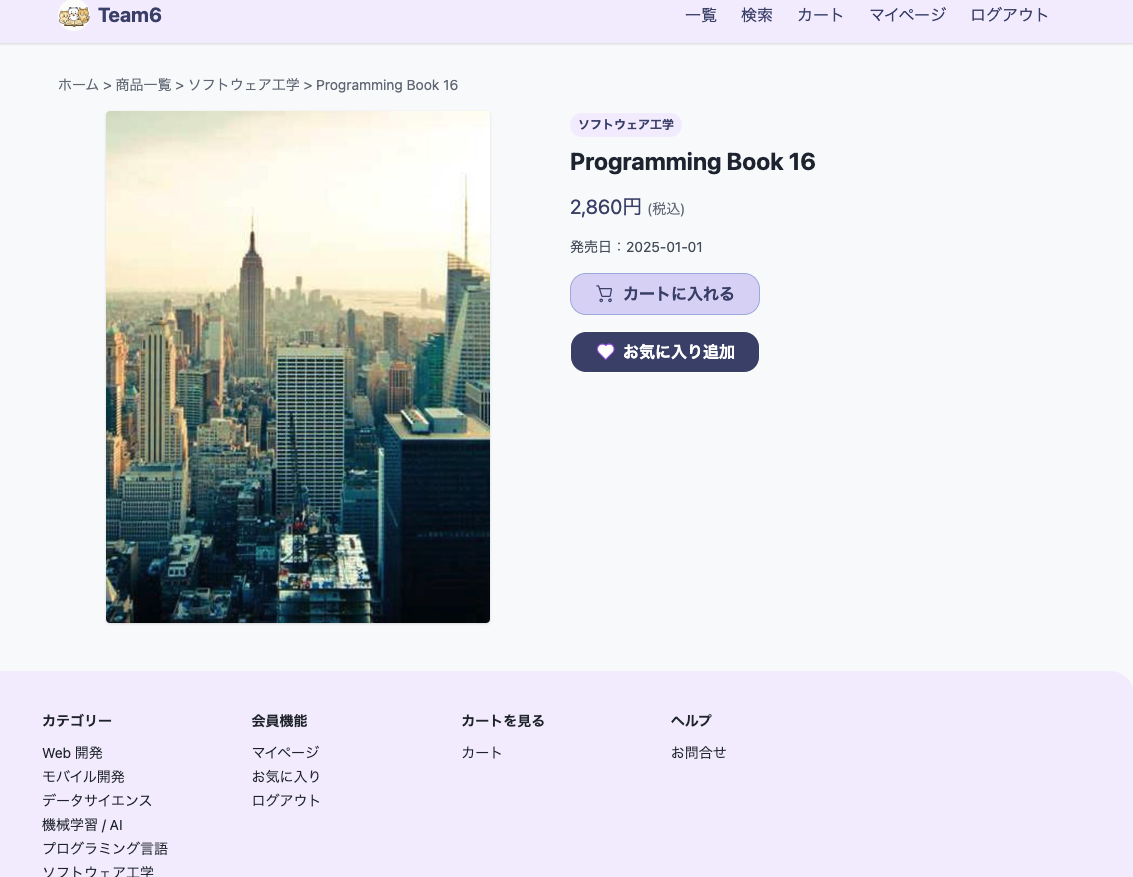 Team6
一覧 検索 カート マイページ ログアウト
ホーム > 商品一覧 > ソフトウェア工学 > Programming Book 16
ソフトウェア工学
Programming Book 16
2,860円 (税込)
発売日：2025-01-01
カートに入れる
お気に入り追加
カテゴリー
Web 開発
モバイル開発
データサイエンス
機械学習 / AI
プログラミング言語
ソフトウェア工学
会員機能
マイページ
お気に入り
ログアウト
カートを見る
カート
ヘルプ
お問合せ